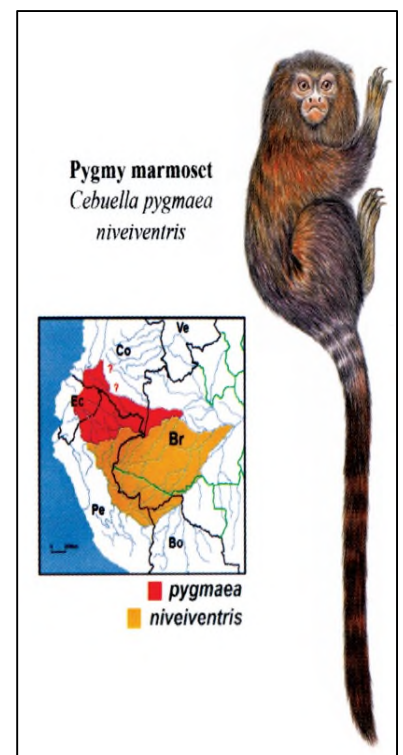 Pygmy marmoset
Cebuella pygmaea
niveiventris
Ve
Co
?
?
Ec
Br
Pe
Bo
pygmaea
niveiventris